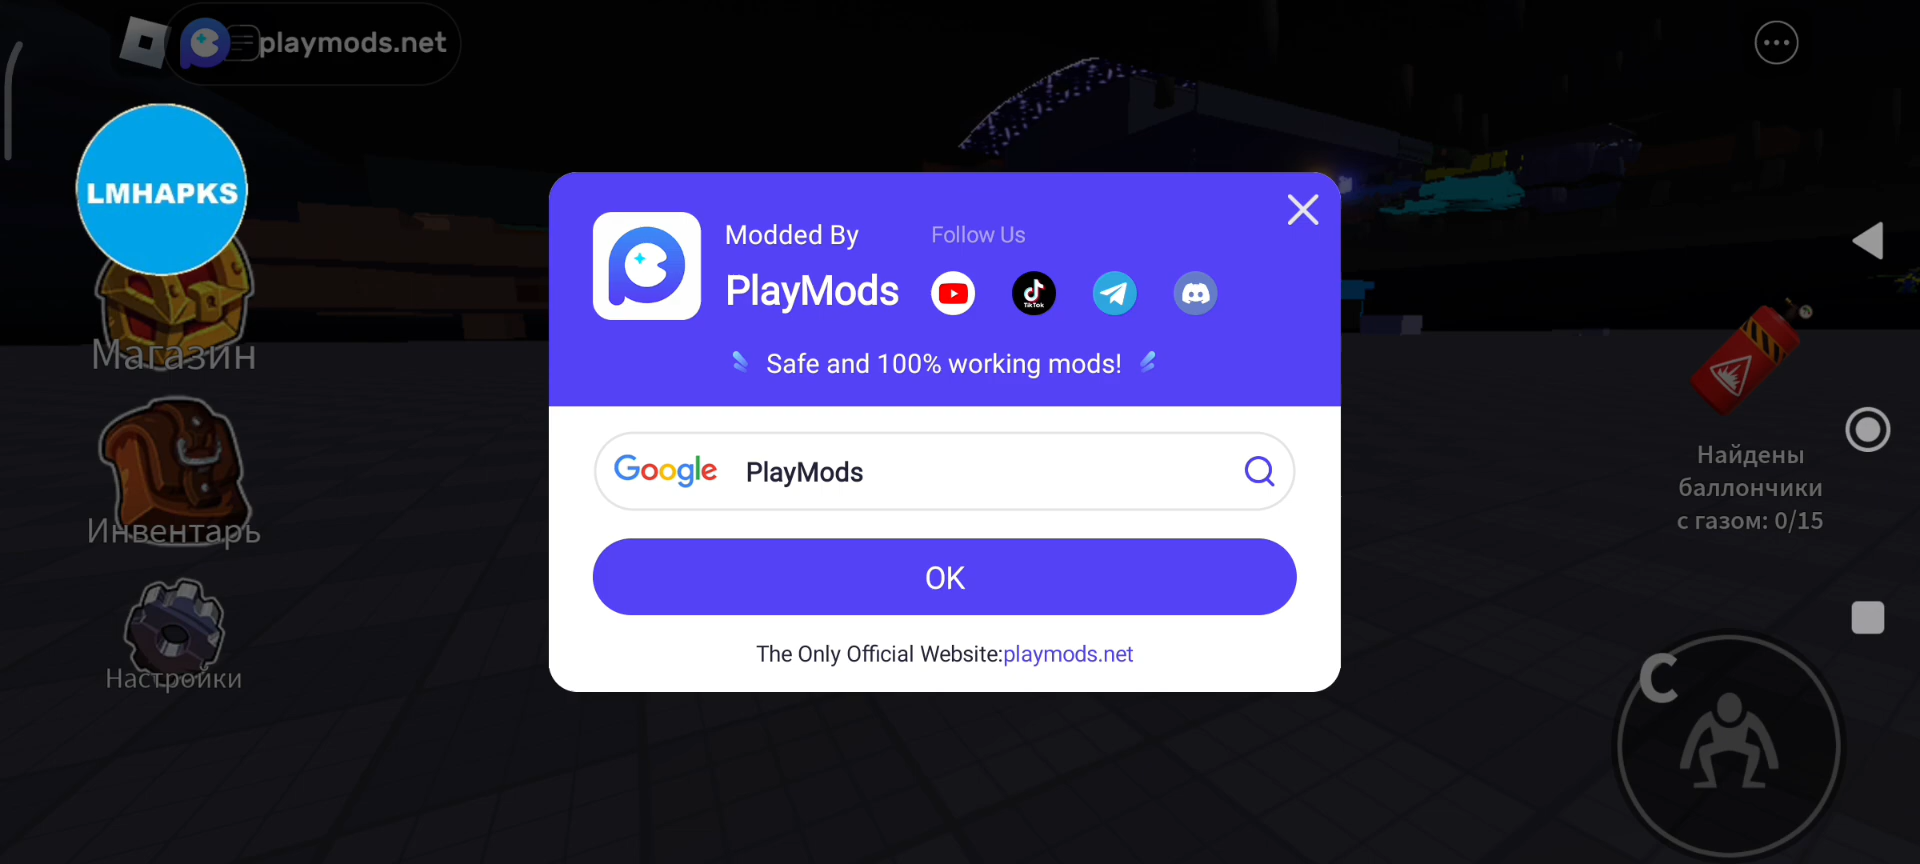 playmods.net
LMHAPKS
Магазин
Инвентарь
Настройки
Modded By
PlayMods
Follow Us
TikTok
Safe and 100% working mods!
Google PlayMods
OK
The Only Official Website:playmods.net
Найдены
баллончики
с газом: 0/15
C